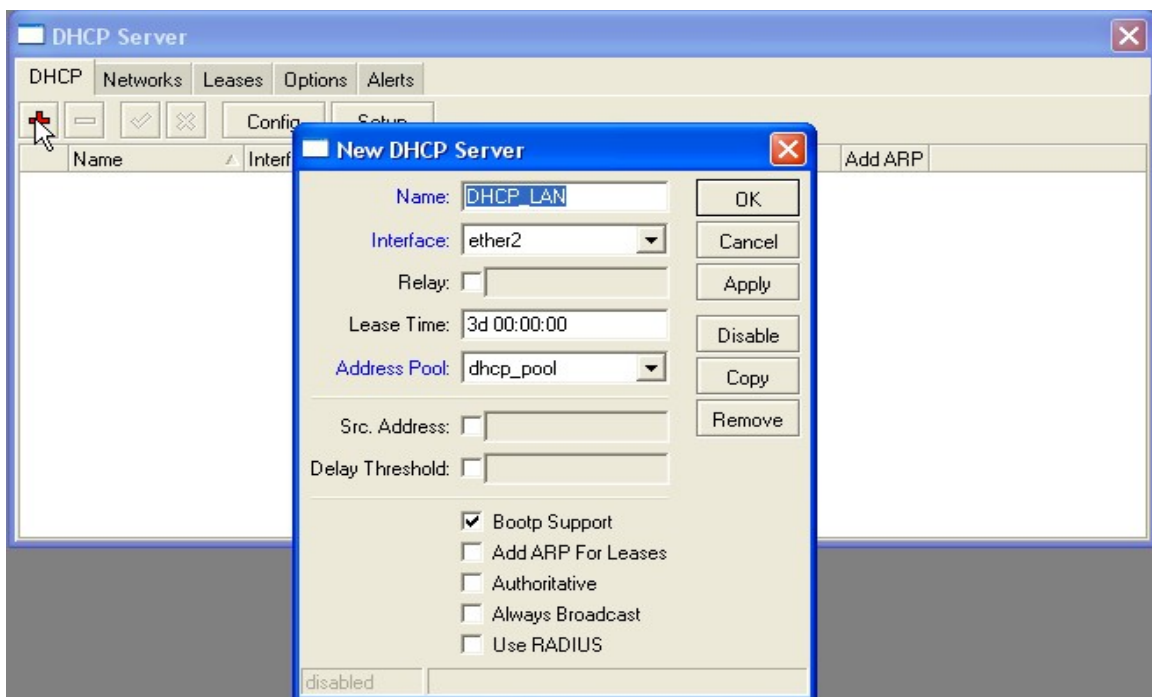 DHCP Server
DHCP Networks Leases Options Alerts
Config
Name Interf Add ARP
New DHCP Server
Name: DHCP_LAN OK
Interface: ether2 Cancel
Relay: Apply
Lease Time: 3d 00:00:00 Disable
Address Pool: dhcp_pool Copy
Src. Address: Remove
Delay Threshold:
Bootp Support
Add ARP For Leases
Authoritative
Always Broadcast
Use RADIUS
disabled